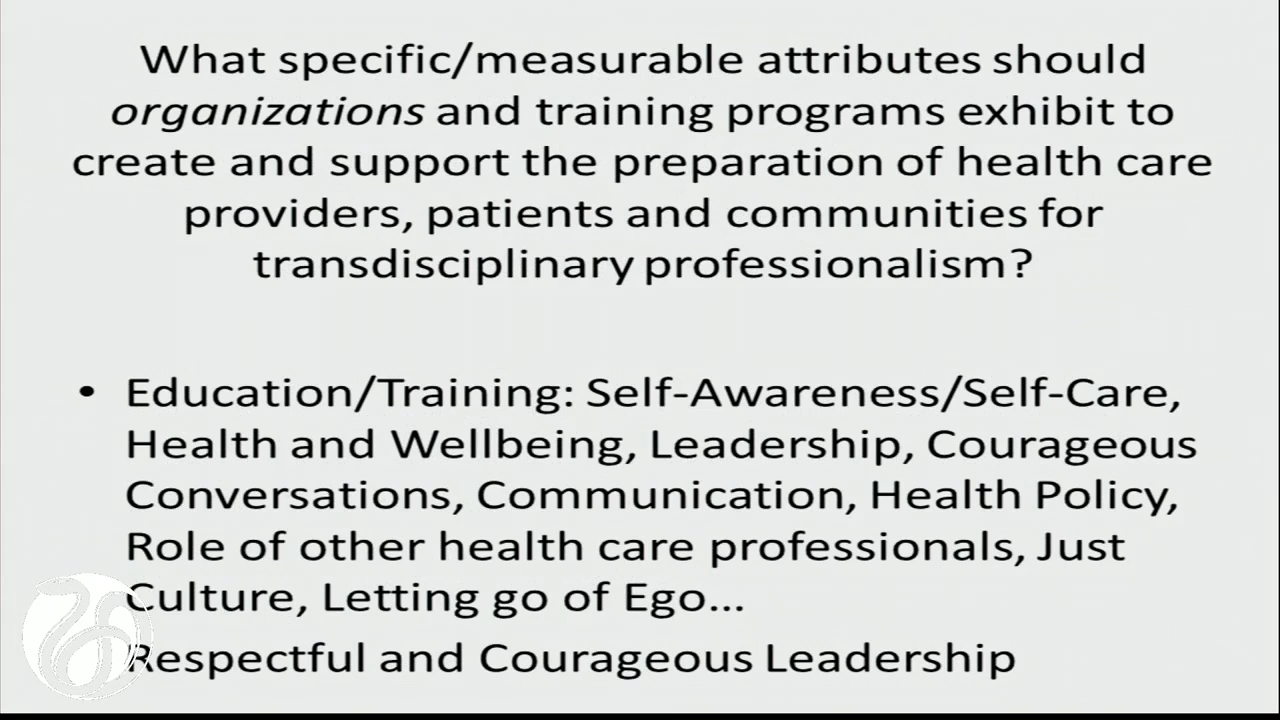 What specific/measurable attributes should
organizations and training programs exhibit to
create and support the preparation of health care
providers, patients and communities for
transdisciplinary professionalism?
• Education/Training: Self-Awareness/Self-Care,
Health and Wellbeing, Leadership, Courageous
Conversations, Communication, Health Policy,
Role of other health care professionals, Just
Culture, Letting go of Ego...
Respectful and Courageous Leadership